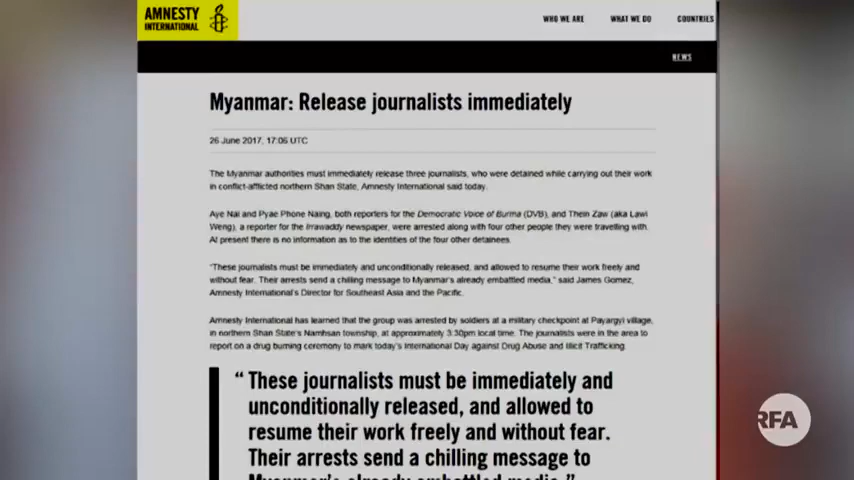 AMNESTY
INTERNATIONAL
WHO WE ARE WHAT WE DO COUNTRIES
NEWS
Myanmar: Release journalists immediately
26 June 2017, 17:05 UTC
The Myanmar authorities must immediately release three journalists, who were detained while carrying out their work
in conflict-afflicted northern Shan State, Amnesty International said today.
Aye Nai and Pyae Phone Naing, both reporters for the Democratic Voice of Burma (DVB), and Thein Zaw (aka Lawi
Weng), a reporter for the Irrawaddy newspaper, were arrested along with four other people they were travelling with.
At present there is no information as to the identities of the four other detainees.
“These journalists must be immediately and unconditionally released, and allowed to resume their work freely and
without fear. Their arrests send a chilling message to Myanmar’s already embattled media,” said James Gomez,
Amnesty International’s Director for Southeast Asia and the Pacific.
Amnesty International has learned that the group was arrested by soldiers at a military checkpoint at Payargyi village,
in northern Shan State’s Namhsan township, at approximately 3:30pm local time. The journalists were in the area to
report on a drug burning ceremony to mark today’s International Day against Drug Abuse and Illicit Trafficking.
“ These journalists must be immediately and
unconditionally released, and allowed to
resume their work freely and without fear.
Their arrests send a chilling message to
Myanmar’s already embattled media.”
RFA